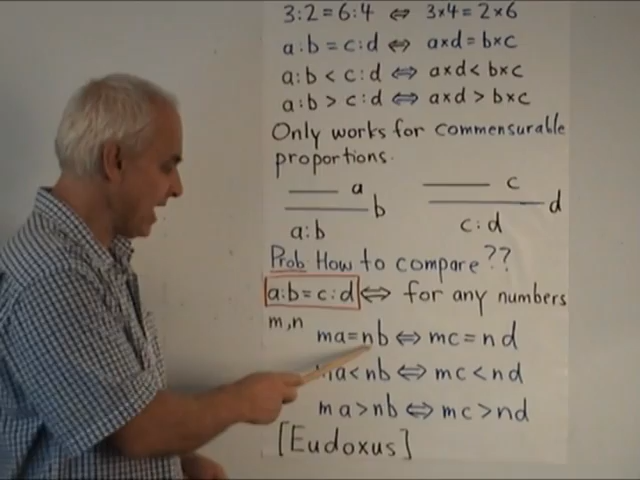 3:2=6:4 ⇔ 3×4=2×6
a:b=c:d ⇔ a×d=b×c
a:b<c:d ⇔ a×d<b×c
a:b>c:d ⇔ a×d>b×c
Only works for commensurable
proportions.
a c
b d
a:b c:d
Prob How to compare??
a:b=c:d ⇔ for any numbers
m,n
ma=nb ⇔ mc=nd
ma<nb ⇔ mc<nd
ma>nb ⇔ mc>nd
[Eudoxus]